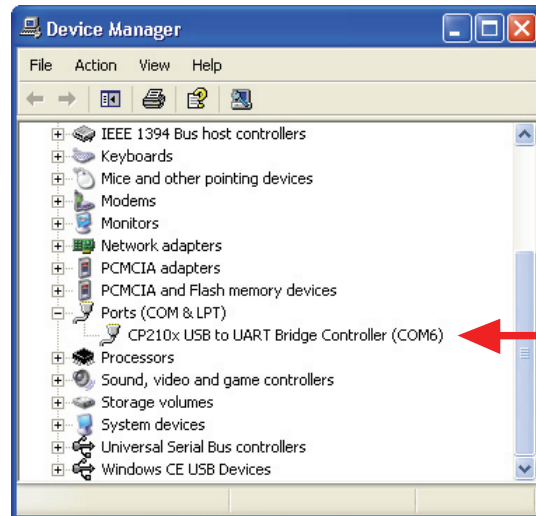 Device Manager
File Action View Help
IEEE 1394 Bus host controllers
Keyboards
Mice and other pointing devices
Modems
Monitors
Network adapters
PCMCIA adapters
PCMCIA and Flash memory devices
Ports (COM & LPT)
CP210x USB to UART Bridge Controller (COM6)
Processors
Sound, video and game controllers
Storage volumes
System devices
Universal Serial Bus controllers
Windows CE USB Devices